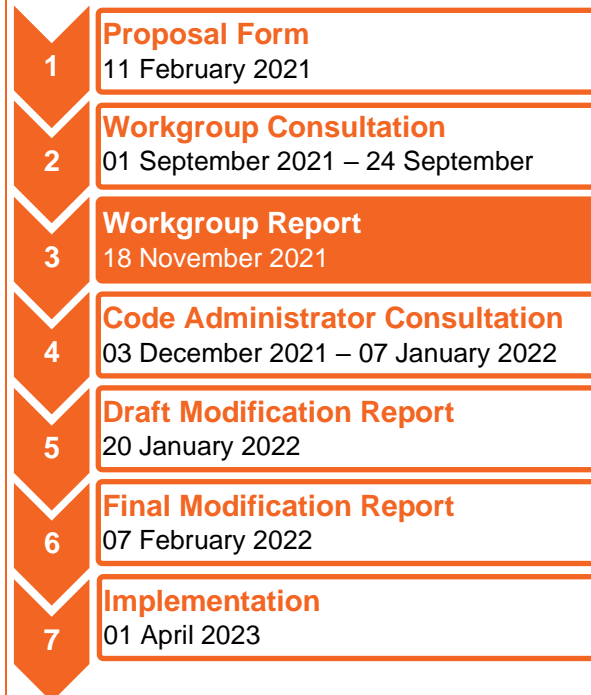 1
Proposal Form
11 February 2021
2
Workgroup Consultation
01 September 2021 – 24 September
3
Workgroup Report
18 November 2021
4
Code Administrator Consultation
03 December 2021 – 07 January 2022
5
Draft Modification Report
20 January 2022
6
Final Modification Report
07 February 2022
7
Implementation
01 April 2023